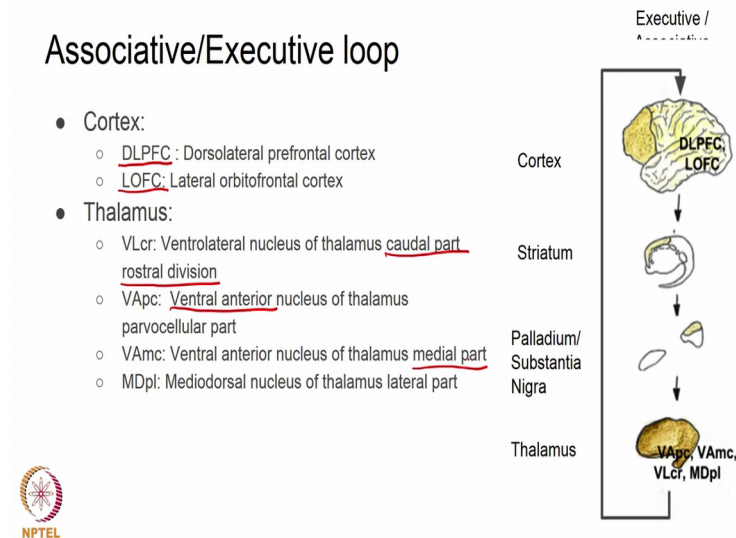 Associative/Executive loop
Cortex:
DLPFC : Dorsolateral prefrontal cortex
LOFC: Lateral orbitofrontal cortex
Thalamus:
VLcr: Ventrolateral nucleus of thalamus caudal part
rostral division
VApc: Ventral anterior nucleus of thalamus
parvocellular part
VAmc: Ventral anterior nucleus of thalamus medial part
MDpl: Mediodorsal nucleus of thalamus lateral part
Executive /
Cortex
DLPFC,
LOFC
Striatum
Palladium/
Substantia
Nigra
Thalamus
VApc, VAmc,
VLcr, MDpl
NPTEL